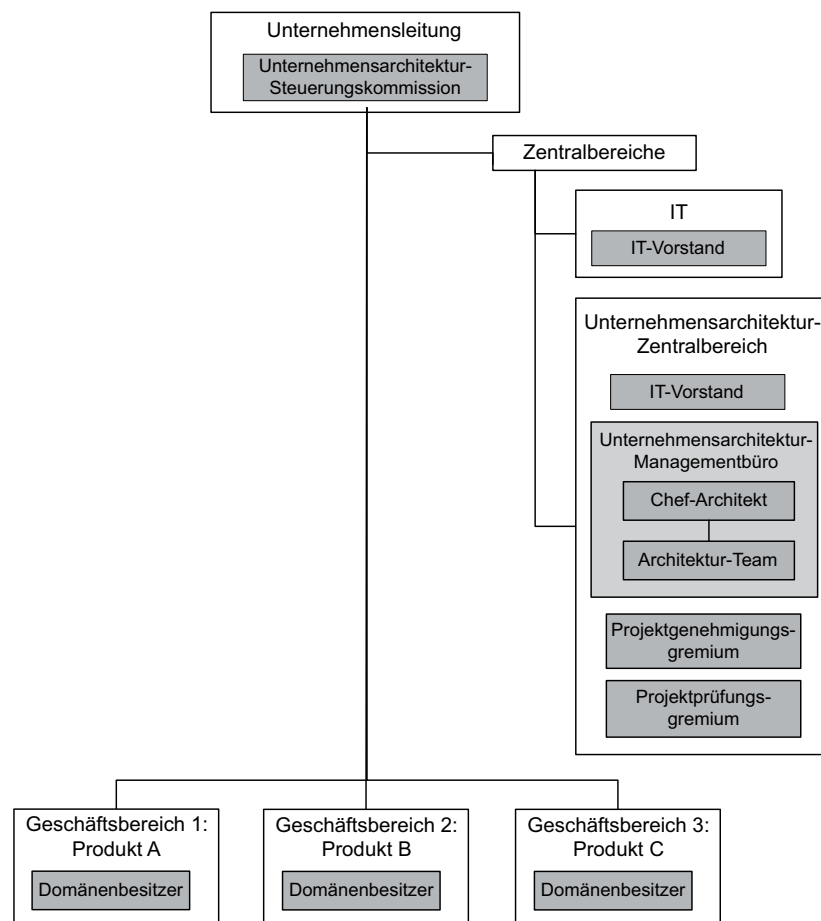 Unternehmensleitung
Unternehmensarchitektur-
Steuerungskommission
Zentralbereiche
IT
IT-Vorstand
Unternehmensarchitektur-
Zentralbereich
IT-Vorstand
Unternehmensarchitektur-
Managementbüro
Chef-Architekt
Architektur-Team
Projektgenehmigungs-
gremium
Projektprüfungs-
gremium
Geschäftsbereich 1:
Produkt A
Domänenbesitzer
Geschäftsbereich 2:
Produkt B
Domänenbesitzer
Geschäftsbereich 3:
Produkt C
Domänenbesitzer